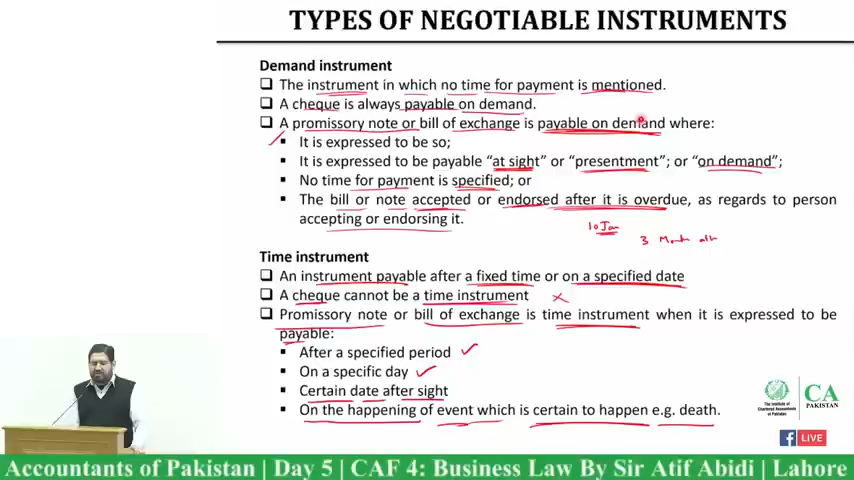 TYPES OF NEGOTIABLE INSTRUMENTS
Demand instrument
❑ The instrument in which no time for payment is mentioned.
❑ A cheque is always payable on demand.
❑ A promissory note or bill of exchange is payable on demand where:
▪ It is expressed to be so;
▪ It is expressed to be payable “at sight” or “presentment”; or “on demand”;
▪ No time for payment is specified; or
▪ The bill or note accepted or endorsed after it is overdue, as regards to person
accepting or endorsing it.
10 Jan
3 Month
Time instrument
❑ An instrument payable after a fixed time or on a specified date
❑ A cheque cannot be a time instrument
❑ Promissory note or bill of exchange is time instrument when it is expressed to be
payable:
▪ After a specified period
▪ On a specific day
▪ Certain date after sight
▪ On the happening of event which is certain to happen e.g. death.
The Institute of
Chartered Accountants
of Pakistan
CA
PAKISTAN
f LIVE
Accountants of Pakistan | Day 5 | CAF 4: Business Law By Sir Atif Abidi | Lahore